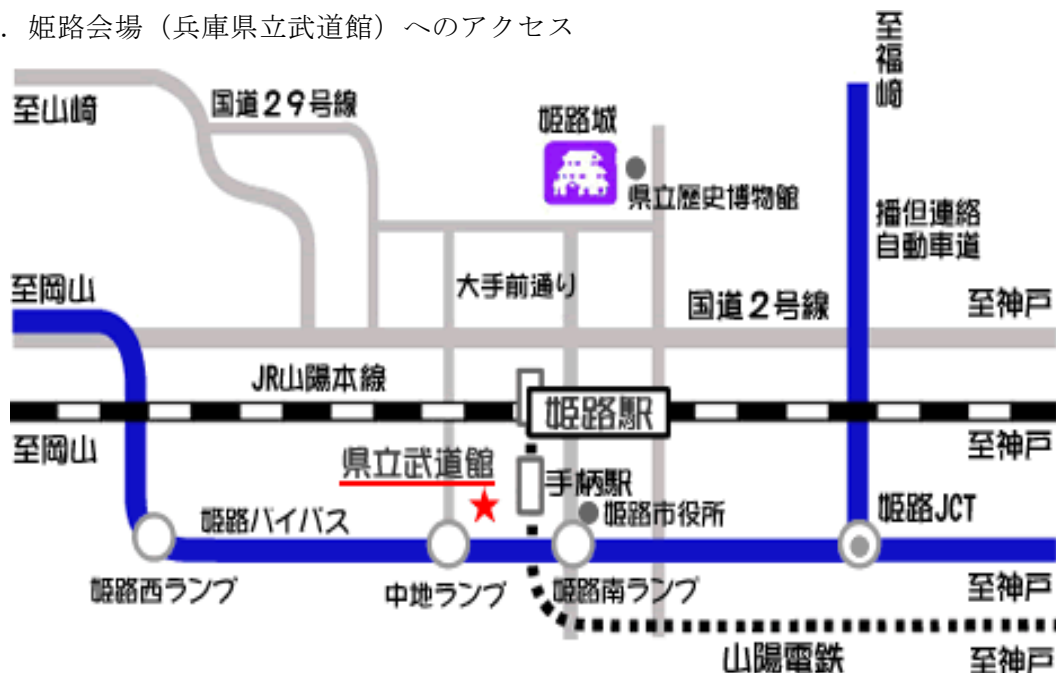 ．姫路会場（兵庫県立武道館）へのアクセス
至福崎
至山崎
国道２９号線
姫路城
県立歴史博物館
播但連絡
自動車道
至岡山
大手前通り
国道２号線
至神戸
JR山陽本線
姫路駅
至岡山
至神戸
県立武道館
手柄駅
姫路市役所
姫路JCT
姫路バイパス
姫路西ランプ
中地ランプ
姫路南ランプ
至神戸
山陽電鉄
至神戸